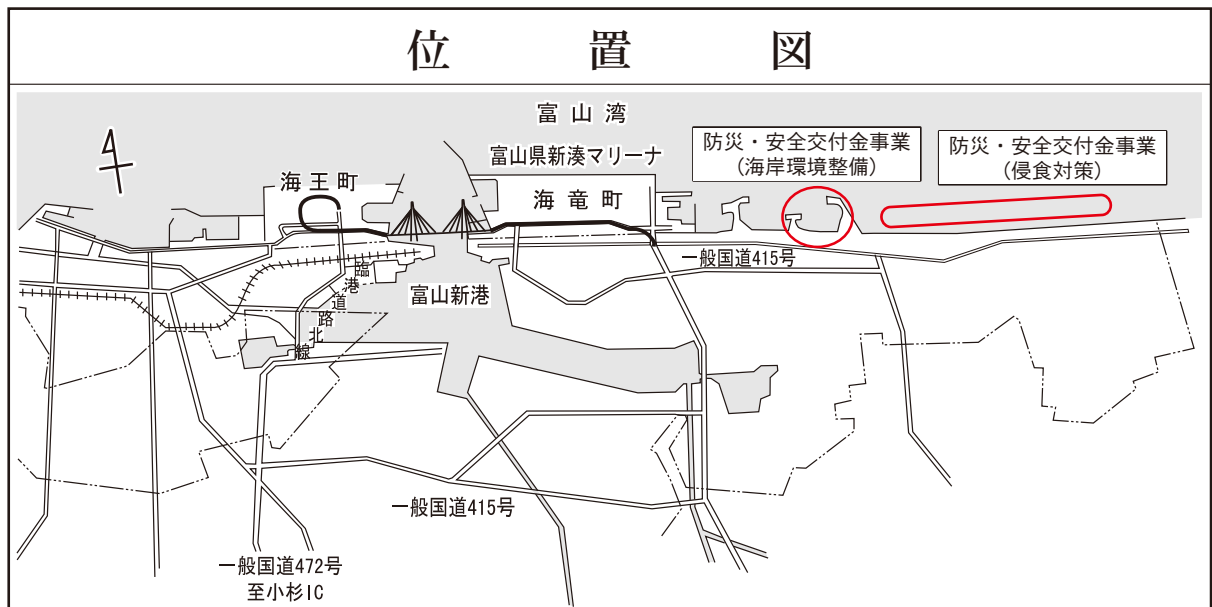 位置図
富山湾
防災・安全交付金事業
(海岸環境整備)
防災・安全交付金事業
(侵食対策)
富山県新湊マリーナ
海王町
海竜町
一般国道415号
富山新港
臨港道路北線
一般国道415号
一般国道472号
至小杉IC